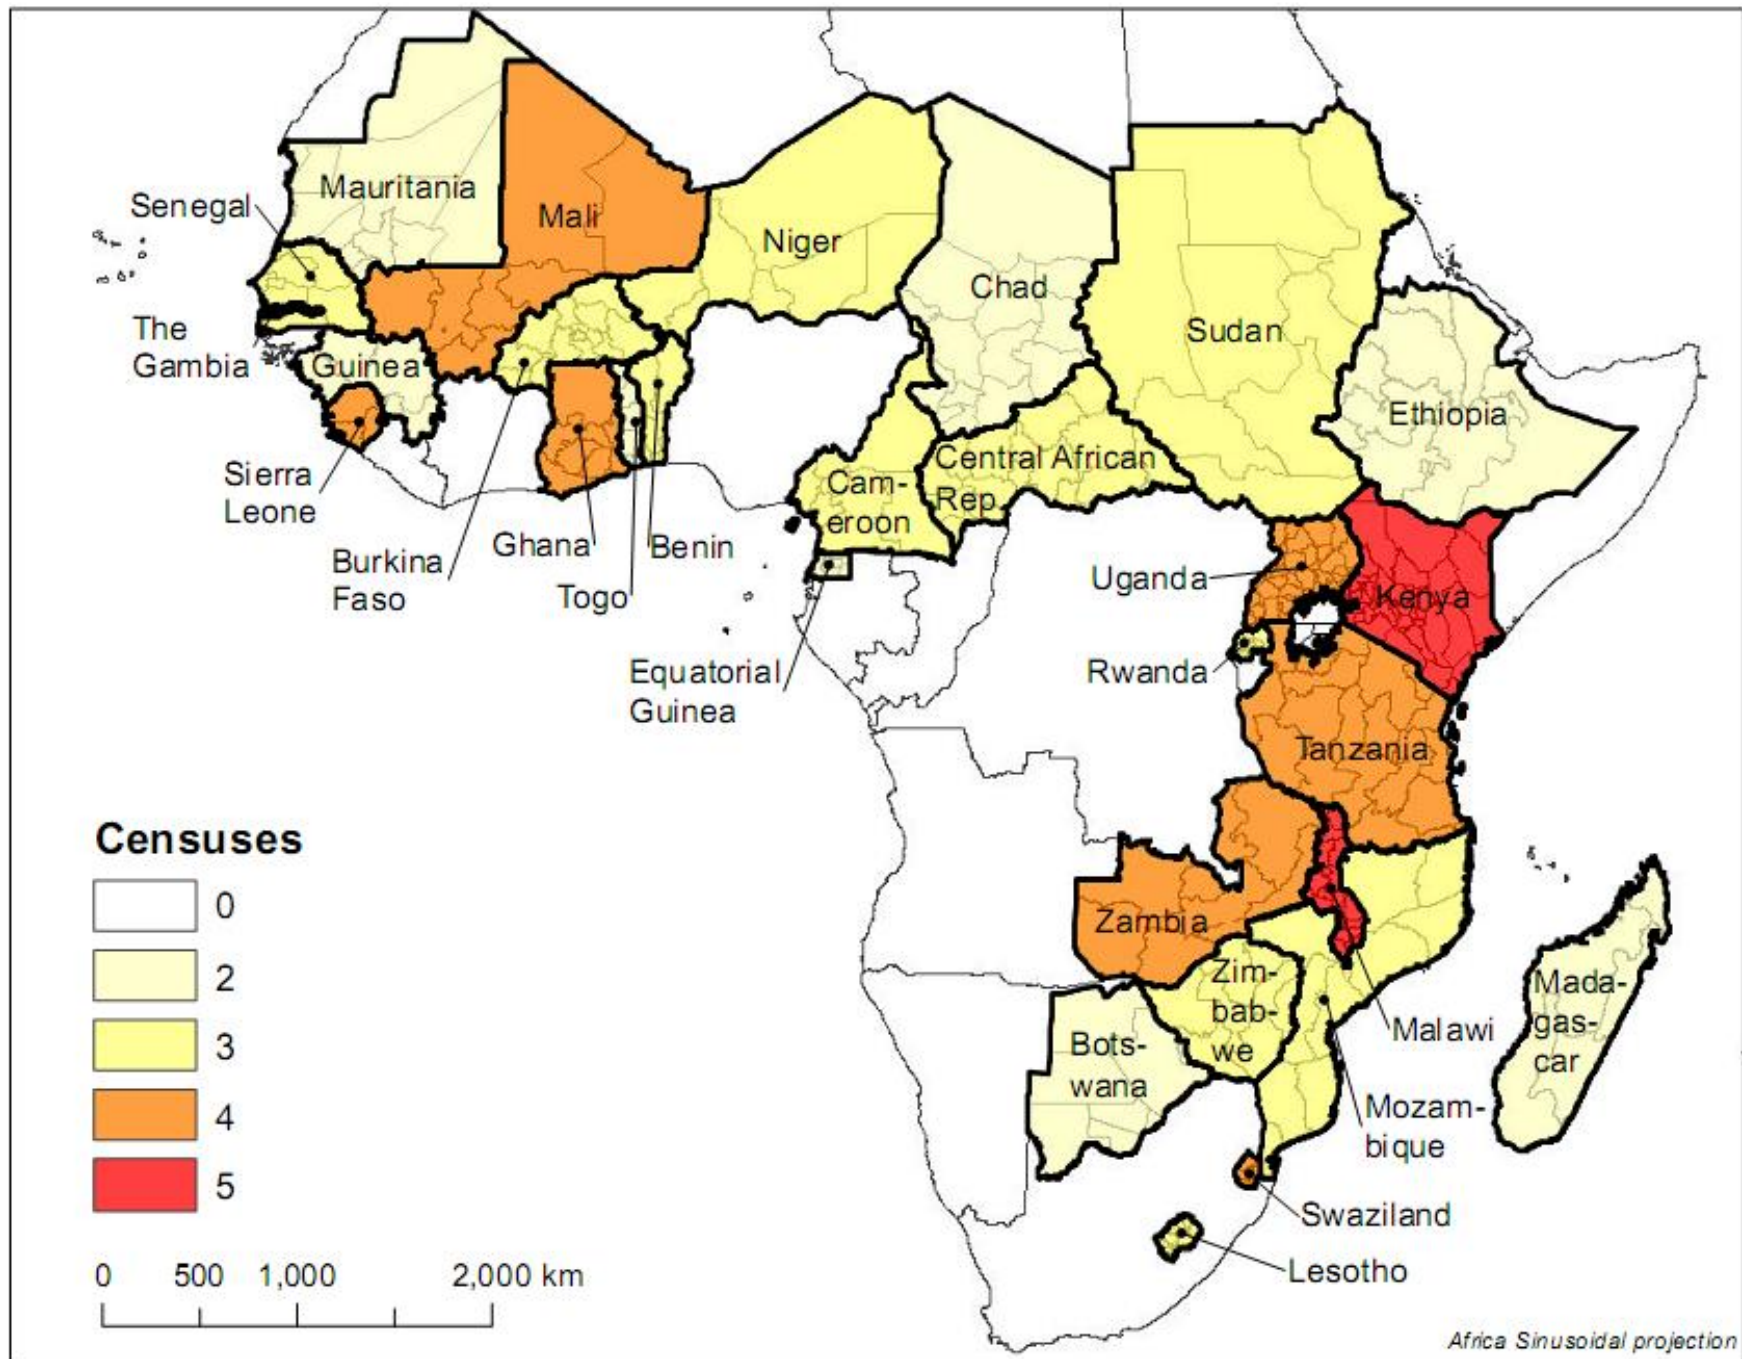 Mauritania
Senegal
Mali
Niger
Chad
Sudan
The
Gambia
Guinea
Ethiopia
Sierra
Leone
Central African
Rep.
Cam-
eroon
Burkina
Faso
Ghana
Benin
Togo
Uganda
Kenya
Equatorial
Guinea
Rwanda
Tanzania
Zambia
Zim-
bab-
we
Mada-
gas-
car
Malawi
Bots-
wana
Mozam-
bique
Swaziland
Lesotho
Censuses
0
2
3
4
5
0 500 1,000 2,000 km
Africa Sinusoidal projection